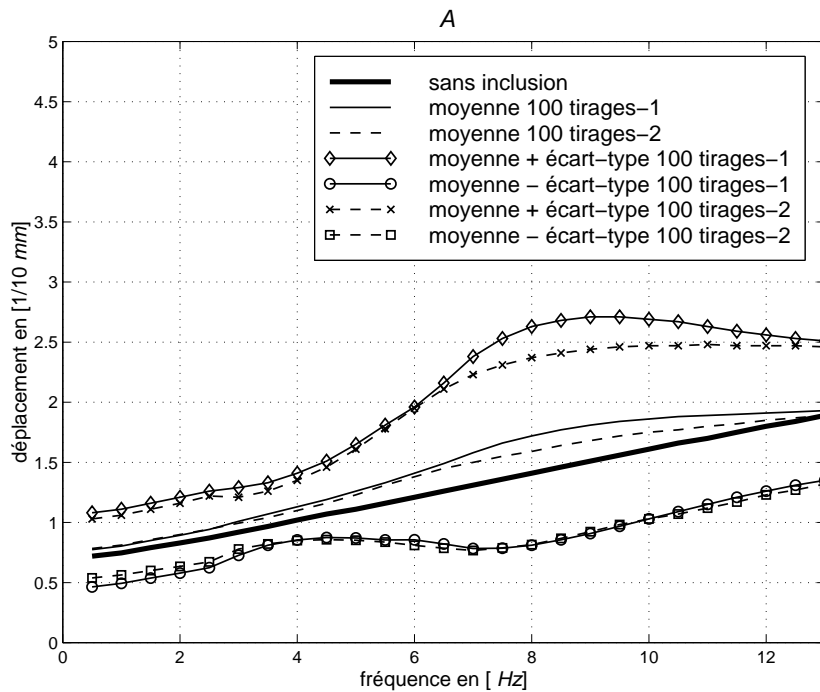 A
5
4.5
4
3.5
3
2.5
2
1.5
1
0.5
0
déplacement en [1/10 mm]
sans inclusion
moyenne 100 tirages−1
moyenne 100 tirages−2
moyenne + écart−type 100 tirages−1
moyenne − écart−type 100 tirages−1
moyenne + écart−type 100 tirages−2
moyenne − écart−type 100 tirages−2
0 2 4 6 8 10 12
fréquence en [ Hz]